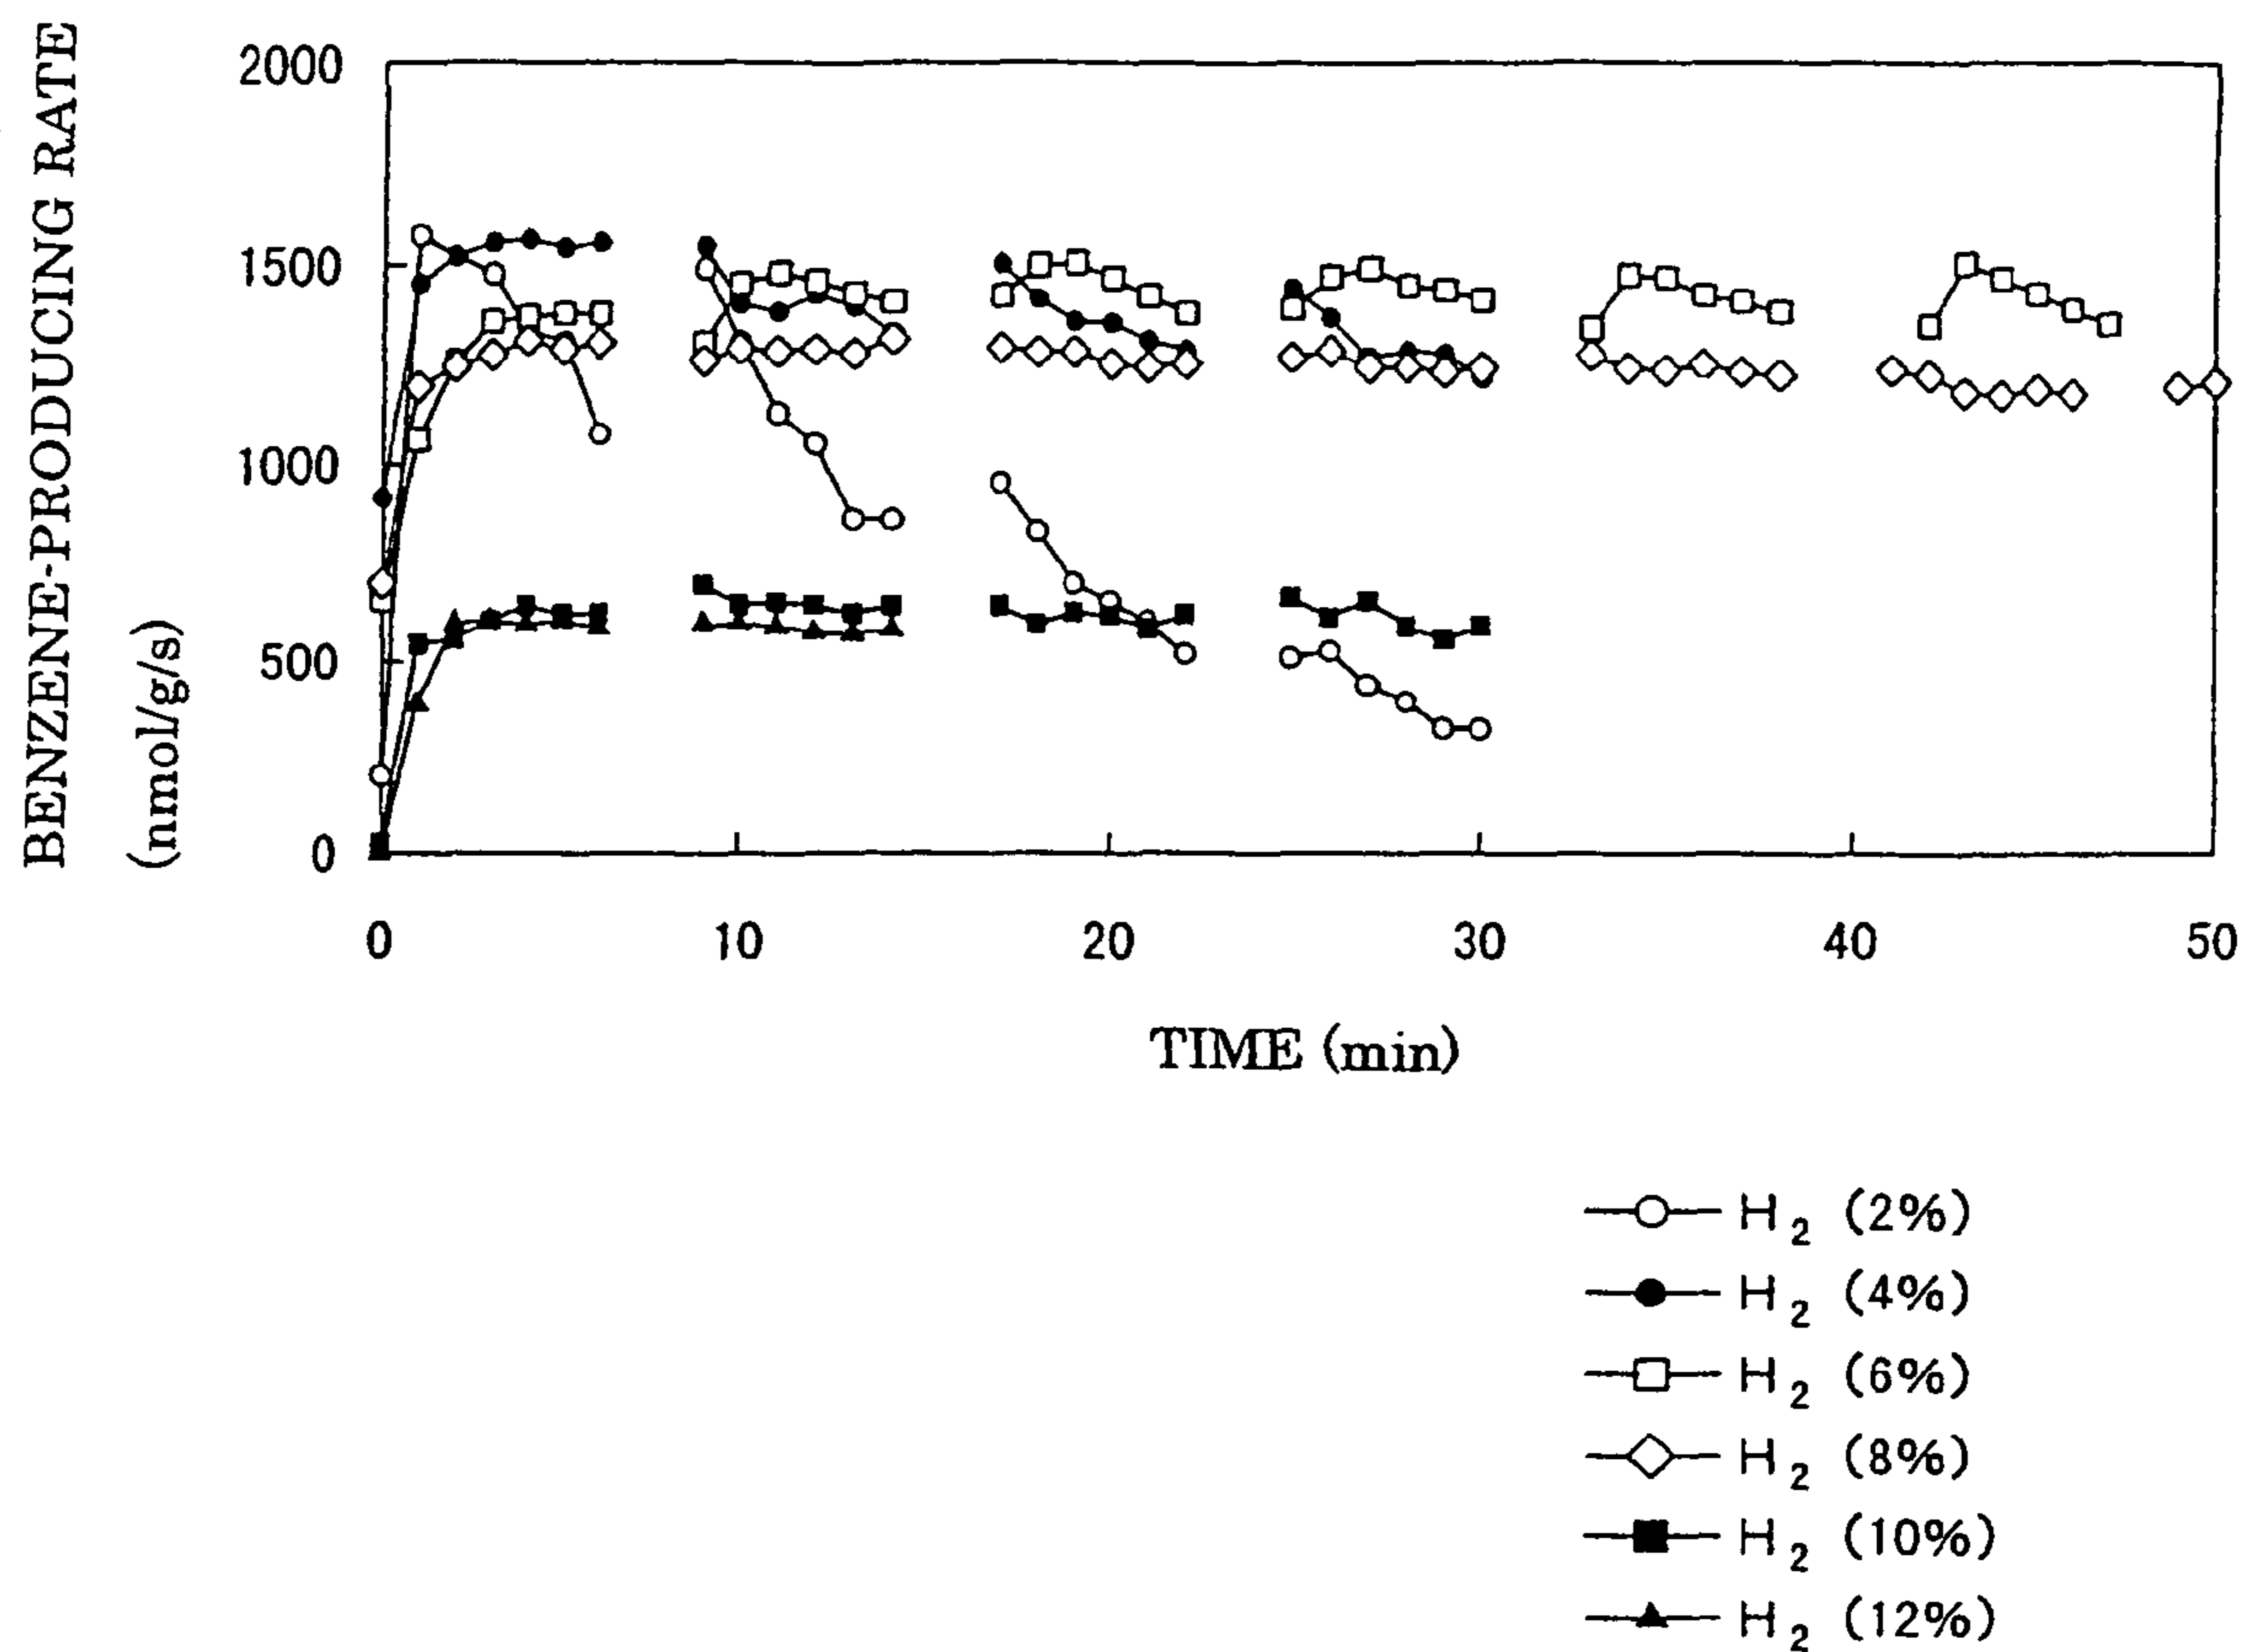 BENZENE-PRODUCING RATE
(nmol/g/s)
2000
1500
1000
500
0
0 10 20 30 40 50
TIME (min)
H2 (2%)
H2 (4%)
H2 (6%)
H2 (8%)
H2 (10%)
H2 (12%)